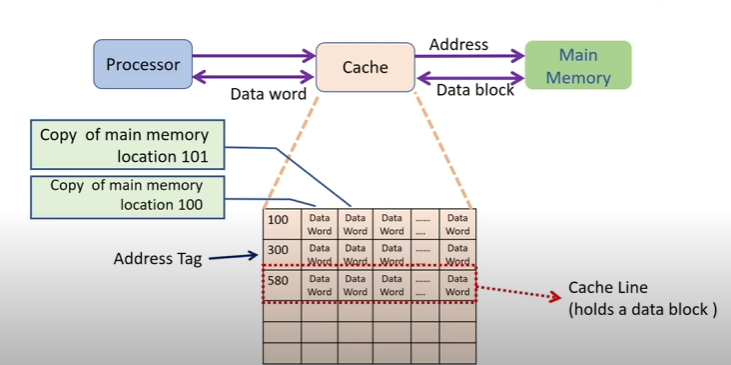 Processor
Cache
Address
Main
Memory
Data word
Data block
Copy of main memory
location 101
Copy of main memory
location 100
Address Tag
100 Data Data Data ...... Data
Word Word Word .... Word
300 Data Data Data ...... Data
Word Word Word Word
580 Data Data Data ...... Data
Word Word Word .... Word
Cache Line
(holds a data block )